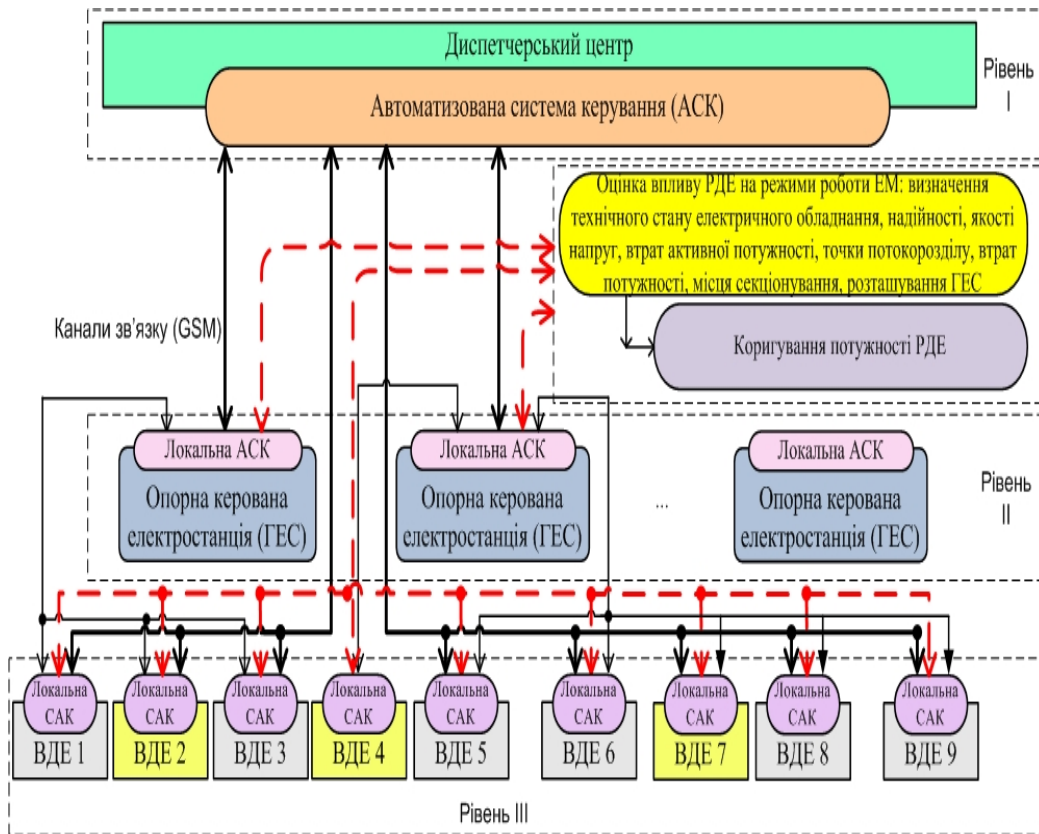 Диспетчерський центр
Автоматизована система керування (АСК)
Рівень
I
Оцінка впливу РДЕ на режими роботи ЕМ: визначення
технічного стану електричного обладнання, надійності, якості
напруг, втрат активної потужності, точки потокорозділу, втрат
потужності, місця секціонування, розташування ГЕС
Коригування потужності РДЕ
Канали зв’язку (GSM)
Локальна АСК
Опорна керована
електростанція (ГЕС)
Локальна АСК
Опорна керована
електростанція (ГЕС)
...
Локальна АСК
Опорна керована
електростанція (ГЕС)
Рівень
II
Локальна
САК
ВДЕ 1
Локальна
САК
ВДЕ 2
Локальна
САК
ВДЕ 3
Локальна
САК
ВДЕ 4
Локальна
САК
ВДЕ 5
Локальна
САК
ВДЕ 6
Локальна
САК
ВДЕ 7
Локальна
САК
ВДЕ 8
Локальна
САК
ВДЕ 9
Рівень III